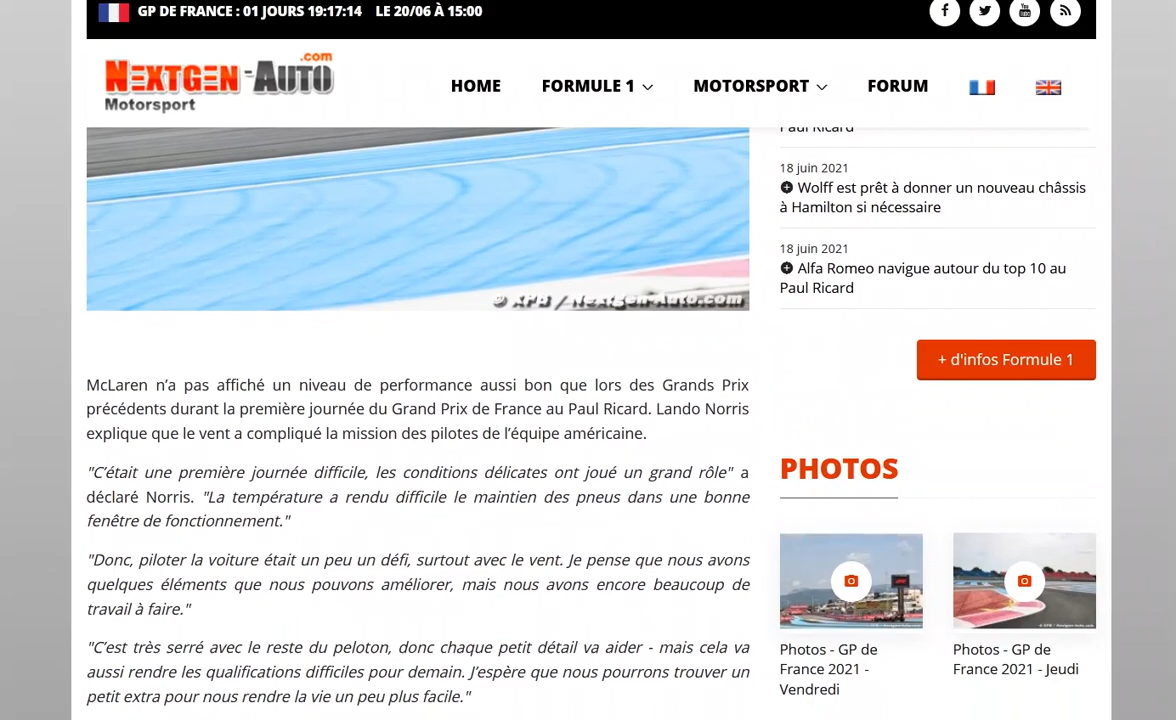 GP DE FRANCE : 01 JOURS 19:17:14 LE 20/06 À 15:00
NEXTGEN-AUTO.com
Motorsport
HOME FORMULE 1 MOTORSPORT FORUM
© XPB / Nextgen-Auto.com
McLaren n’a pas affiché un niveau de performance aussi bon que lors des Grands Prix
précédents durant la première journée du Grand Prix de France au Paul Ricard. Lando Norris
explique que le vent a compliqué la mission des pilotes de l’équipe américaine.
"C’était une première journée difficile, les conditions délicates ont joué un grand rôle" a
déclaré Norris. "La température a rendu difficile le maintien des pneus dans une bonne
fenêtre de fonctionnement."
"Donc, piloter la voiture était un peu un défi, surtout avec le vent. Je pense que nous avons
quelques éléments que nous pouvons améliorer, mais nous avons encore beaucoup de
travail à faire."
"C’est très serré avec le reste du peloton, donc chaque petit détail va aider - mais cela va
aussi rendre les qualifications difficiles pour demain. J’espère que nous pourrons trouver un
petit extra pour nous rendre la vie un peu plus facile."
Paul Ricard
18 juin 2021
Wolff est prêt à donner un nouveau châssis
à Hamilton si nécessaire
18 juin 2021
Alfa Romeo navigue autour du top 10 au
Paul Ricard
+ d'infos Formule 1
PHOTOS
Photos - GP de
France 2021 -
Vendredi
Photos - GP de
France 2021 - Jeudi